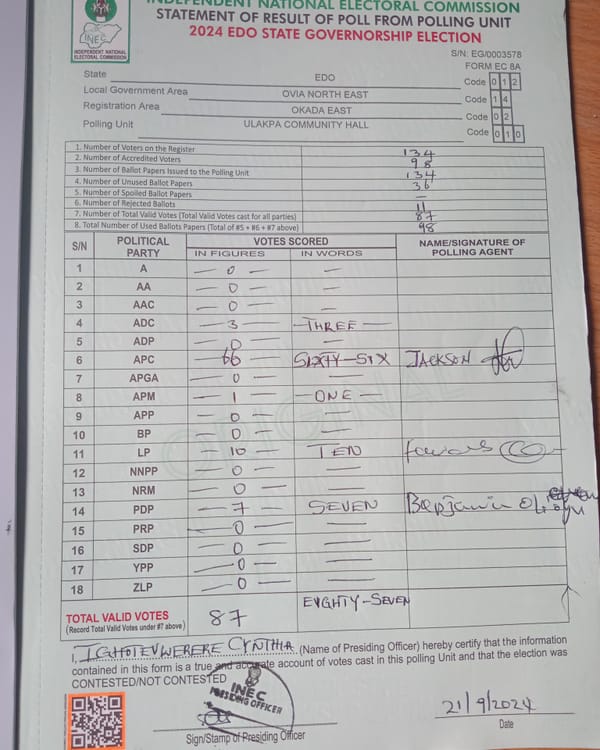 INDEPENDENT NATIONAL ELECTORAL COMMISSION
STATEMENT OF RESULT OF POLL FROM POLLING UNIT
2024 EDO STATE GOVERNORSHIP ELECTION
INEC
INDEPENDENT NATIONAL
ELECTORAL COMMISSION
S/N: EG/0003578
FORM EC 8A
State EDO Code 0 1 2
Local Government Area OVIA NORTH EAST Code 1 4
Registration Area OKADA EAST Code 0 2
Polling Unit ULAKPA COMMUNITY HALL Code 0 1 0
1. Number of Voters on the Register 134
2. Number of Accredited Voters 98
3. Number of Ballot Papers Issued to the Polling Unit 134
4. Number of Unused Ballot Papers 36
5. Number of Spoiled Ballot Papers —
6. Number of Rejected Ballots 11
7. Number of Total Valid Votes (Total Valid Votes cast for all parties) 87
8. Total Number of Used Ballots Papers (Total of #5 + #6 + #7 above) 98
S/N POLITICAL PARTY VOTES SCORED NAME/SIGNATURE OF POLLING AGENT
IN FIGURES IN WORDS
1 A — 0 — —
2 AA — 0 — —
3 AAC — 0 — —
4 ADC — 3 — — THREE —
5 ADP — 0 — —
6 APC — 66 — SIXTY-SIX JACKSON
7 APGA — 0 — —
8 APM — 1 — — ONE —
9 APP — 0 — —
10 BP — 0 — —
11 LP — 10 — TEN
12 NNPP — 0 — —
13 NRM — 0 — —
14 PDP — 7 — SEVEN Benjamin
15 PRP — 0 — —
16 SDP — 0 — —
17 YPP — 0 — —
18 ZLP — 0 — —
TOTAL VALID VOTES 87 EIGHTY-SEVEN
(Record Total Valid Votes under #7 above)
I, IGHOTEVWERERE CYNTHIA (Name of Presiding Officer) hereby certify that the information
contained in this form is a true and accurate account of votes cast in this polling Unit and that the election was
CONTESTED/NOT CONTESTED
INEC
PRESIDING OFFICER
21/9/2024
Sign/Stamp of Presiding Officer Date